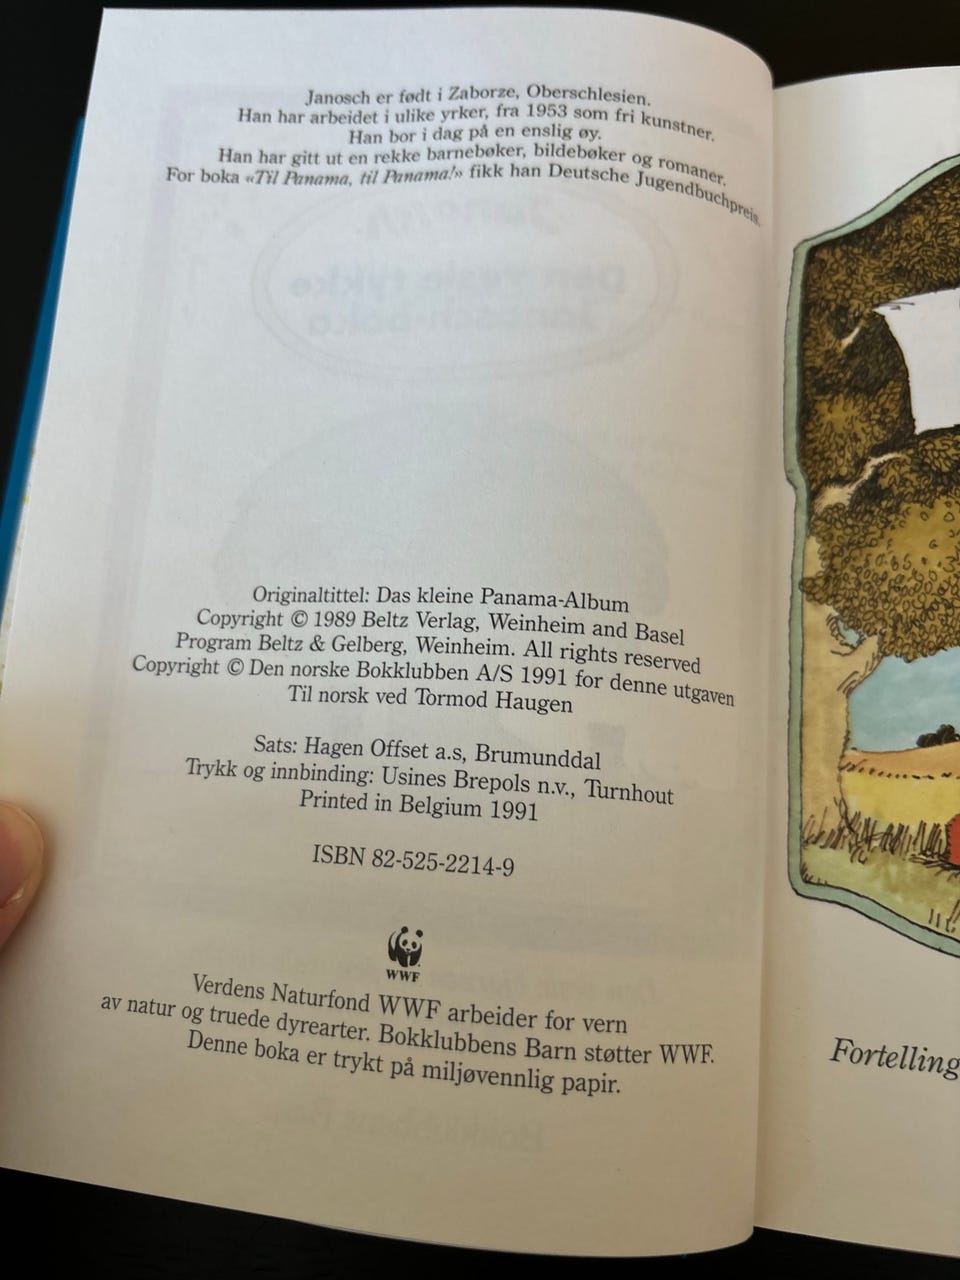 Janosch er født i Zaborze, Oberschlesien.
Han har arbeidet i ulike yrker, fra 1953 som fri kunstner.
Han bor i dag på en enslig øy.
Han har gitt ut en rekke barnebøker, bildebøker og romaner.
For boka «Til Panama, til Panama!» fikk han Deutsche Jugendbuchpreis.
Originaltittel: Das kleine Panama-Album
Copyright © 1989 Beltz Verlag, Weinheim and Basel
Program Beltz & Gelberg, Weinheim. All rights reserved
Copyright © Den norske Bokklubben A/S 1991 for denne utgaven
Til norsk ved Tormod Haugen
Sats: Hagen Offset a.s, Brumunddal
Trykk og innbinding: Usines Brepols n.v., Turnhout
Printed in Belgium 1991
ISBN 82-525-2214-9
WWF
Verdens Naturfond WWF arbeider for vern
av natur og truede dyrearter. Bokklubbens Barn støtter WWF.
Denne boka er trykt på miljøvennlig papir.
Fortelling